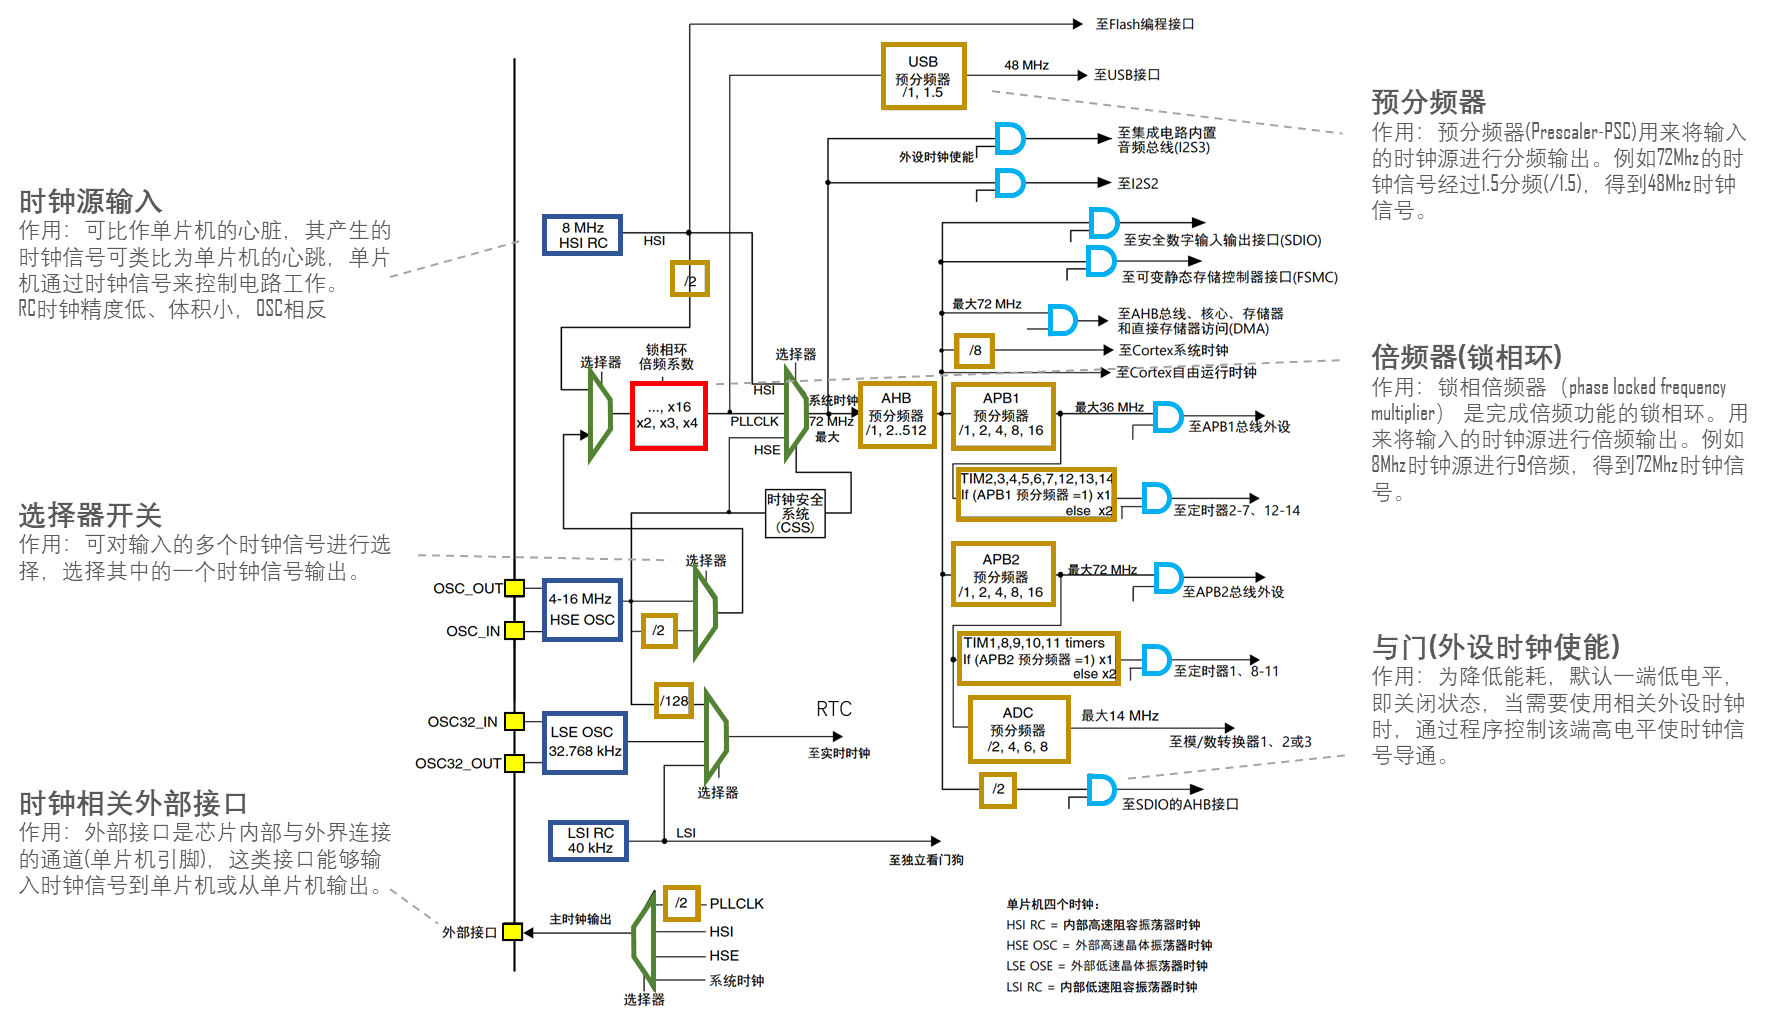 至Flash编程接口
USB
预分频器
/1, 1.5
48 MHz
至USB接口
外设时钟使能
至集成电路内置
音频总线(I2S3)
至I2S2
至安全数字输入输出接口(SDIO)
至可变静态存储控制器接口(FSMC)
最大72 MHz
至AHB总线、核心、存储器
和直接存储器访问(DMA)
/8
至Cortex系统时钟
至Cortex自由运行时钟
时钟源输入
作用：可比作单片机的心脏，其产生的
时钟信号可类比为单片机的心跳，单片
机通过时钟信号来控制电路工作。
RC时钟精度低、体积小，OSC相反
8 MHz
HSI RC
HSI
/2
选择器
锁相环
倍频系数
..., x16
x2, x3, x4
PLLCLK
选择器
HSI
HSE
系统时钟
72 MHz
最大
AHB
预分频器
/1, 2..512
APB1
预分频器
/1, 2, 4, 8, 16
最大36 MHz
至APB1总线外设
TIM2,3,4,5,6,7,12,13,14
If (APB1 预分频器 =1) x1
else x2
至定时器2-7、12-14
时钟安全
系统
(CSS)
APB2
预分频器
/1, 2, 4, 8, 16
最大72 MHz
至APB2总线外设
TIM1,8,9,10,11 timers
If (APB2 预分频器 =1) x1
else x2
至定时器1、8-11
ADC
预分频器
/2, 4, 6, 8
最大14 MHz
至模/数转换器1、2或3
/2
至SDIO的AHB接口
选择器开关
作用：可对输入的多个时钟信号进行选
择，选择其中的一个时钟信号输出。
OSC_OUT
OSC_IN
4-16 MHz
HSE OSC
选择器
/2
/128
OSC32_IN
OSC32_OUT
LSE OSC
32.768 kHz
RTC
至实时时钟
选择器
LSI RC
40 kHz
LSI
至独立看门狗
时钟相关外部接口
作用：外部接口是芯片内部与外界连接
的通道(单片机引脚)，这类接口能够输
入时钟信号到单片机或从单片机输出。
外部接口
主时钟输出
/2
PLLCLK
HSI
HSE
系统时钟
选择器
单片机四个时钟：
HSI RC = 内部高速阻容振荡器时钟
HSE OSC = 外部高速晶体振荡器时钟
LSE OSE = 外部低速晶体振荡器时钟
LSI RC = 内部低速阻容振荡器时钟
预分频器
作用：预分频器(Prescaler-PSC)用来将输入
的时钟源进行分频输出。例如72Mhz的时
钟信号经过1.5分频(/1.5)，得到48Mhz时钟
信号。
倍频器(锁相环)
作用：锁相倍频器（phase locked frequency
multiplier） 是完成倍频功能的锁相环。用
来将输入的时钟源进行倍频输出。例如
8Mhz时钟源进行9倍频，得到72Mhz时钟信
号。
与门(外设时钟使能)
作用：为降低能耗，默认一端低电平，
即关闭状态，当需要使用相关外设时钟
时，通过程序控制该端高电平使时钟信
号导通。